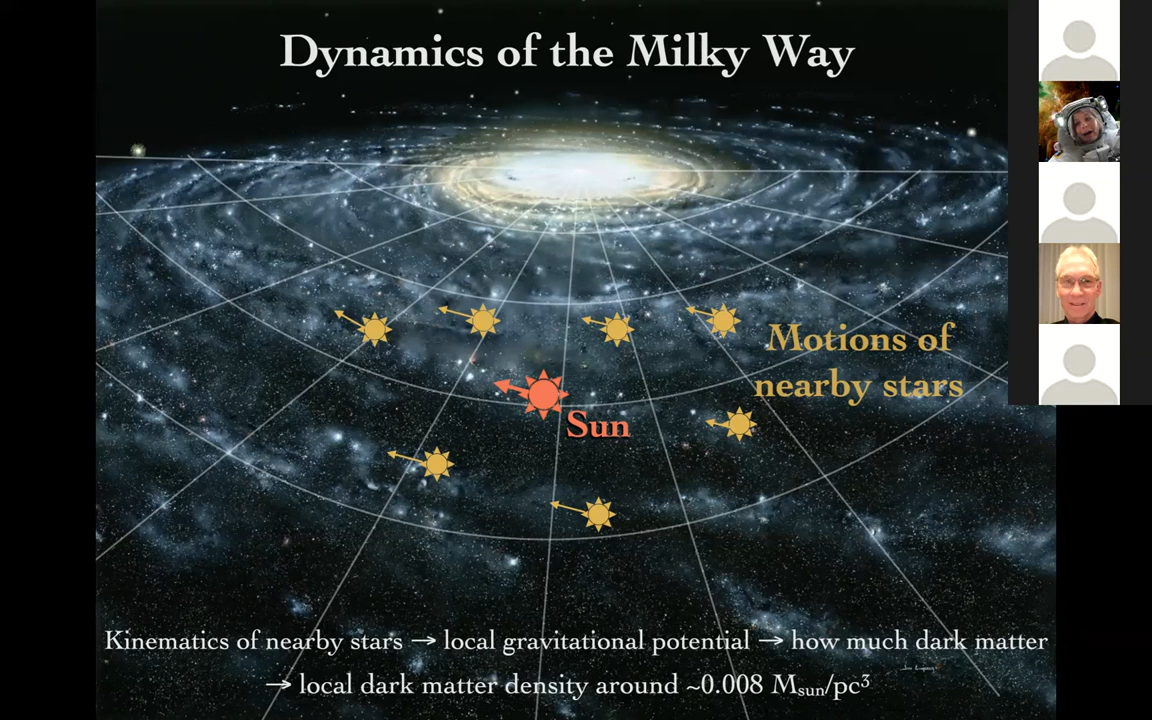 Dynamics of the Milky Way
Motions of
nearby stars
Sun
Kinematics of nearby stars → local gravitational potential → how much dark matter
→ local dark matter density around ~0.008 Msun/pc³